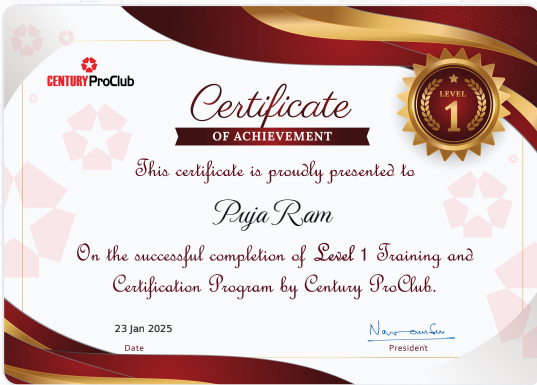 CENTURY ProClub
LEVEL
1
Certificate
OF ACHIEVEMENT
This certificate is proudly presented to
Puja Ram
On the successful completion of Level 1 Training and
Certification Program by Century ProClub.
23 Jan 2025
Date
President